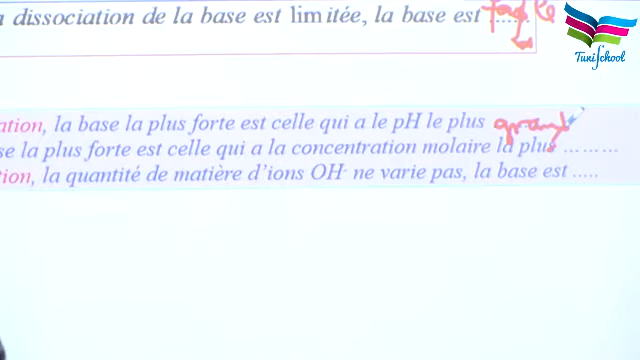 dissociation de la base est limitée, la base est faible
ation, la base la plus forte est celle qui a le pH le plus grand
se la plus forte est celle qui a la concentration molaire la plus .........
tion, la quantité de matière d'ions OH- ne varie pas, la base est .....
TuniSchool